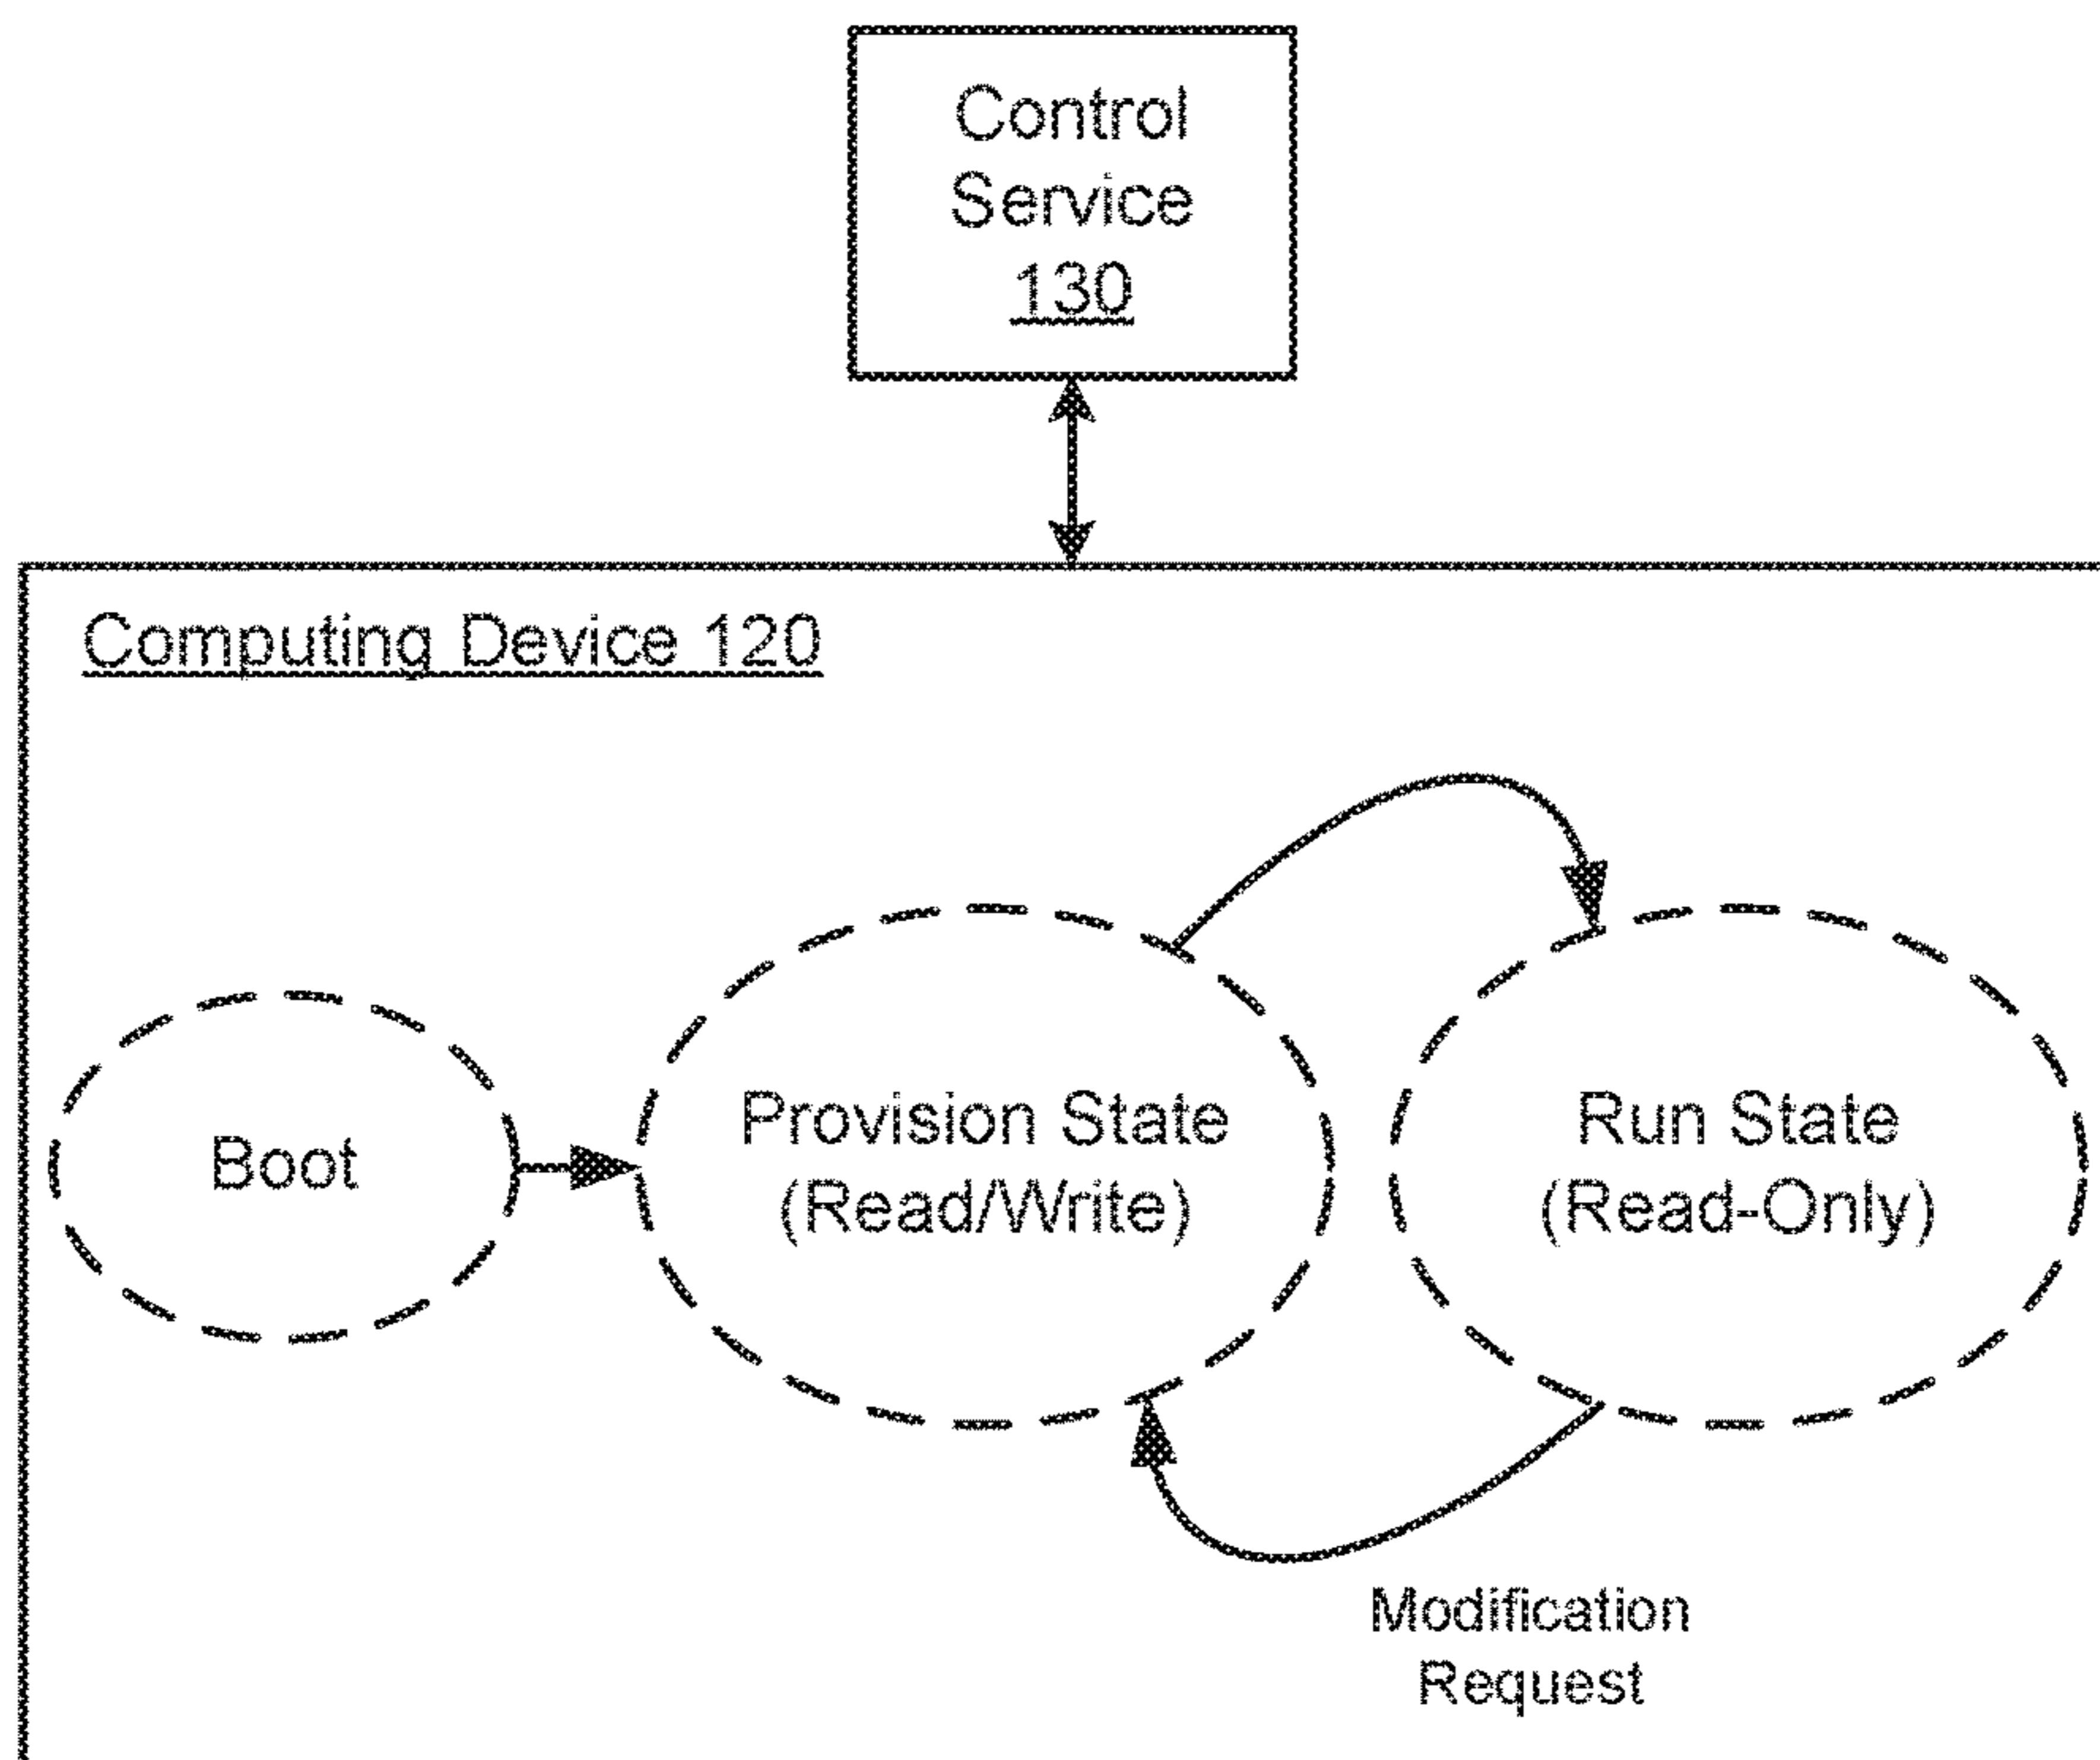 Control
Service
130
Computing Device 120
Boot
Provision State
(Read/Write)
Run State
(Read-Only)
Modification
Request